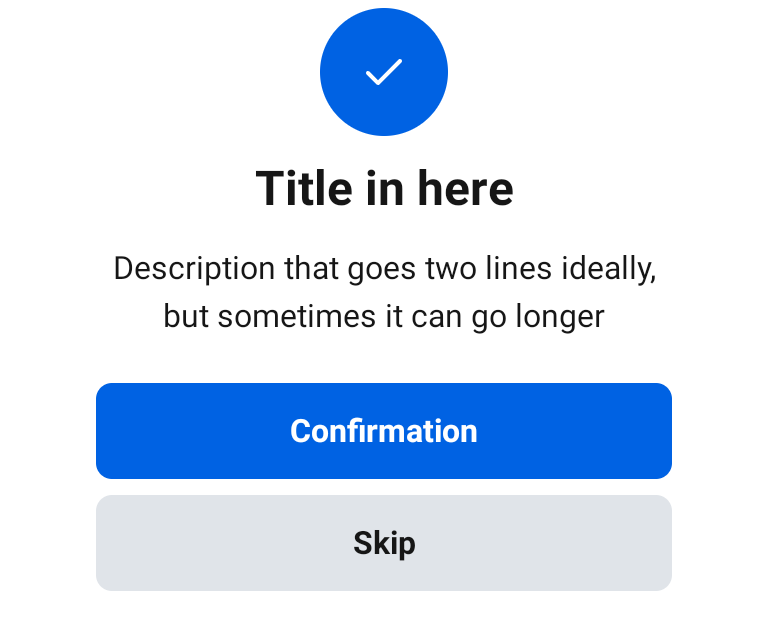 Title in here
Description that goes two lines ideally,
but sometimes it can go longer
Confirmation
Skip